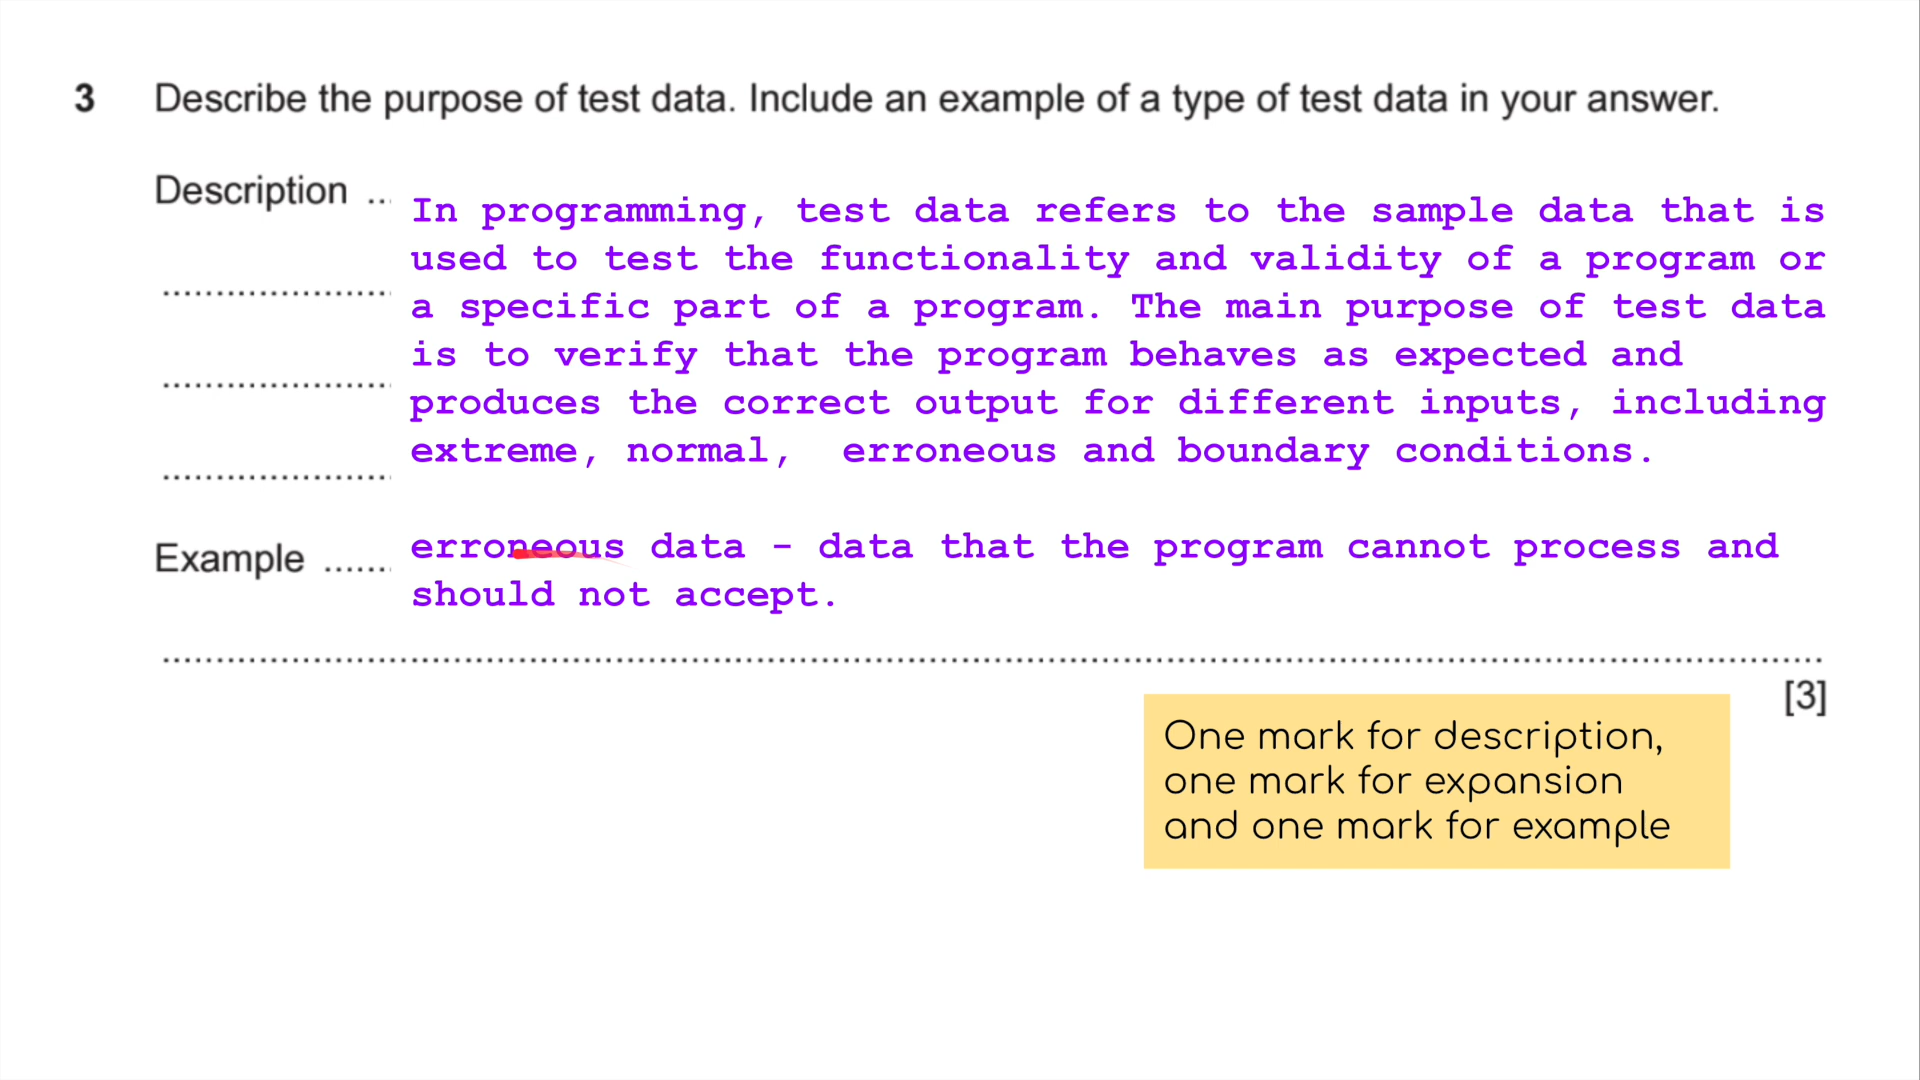 3 Describe the purpose of test data. Include an example of a type of test data in your answer.
Description ... In programming, test data refers to the sample data that is
used to test the functionality and validity of a program or
a specific part of a program. The main purpose of test data
is to verify that the program behaves as expected and
produces the correct output for different inputs, including
extreme, normal,  erroneous and boundary conditions.
Example ....... erroneous data - data that the program cannot process and
should not accept.
[3]
One mark for description,
one mark for expansion
and one mark for example